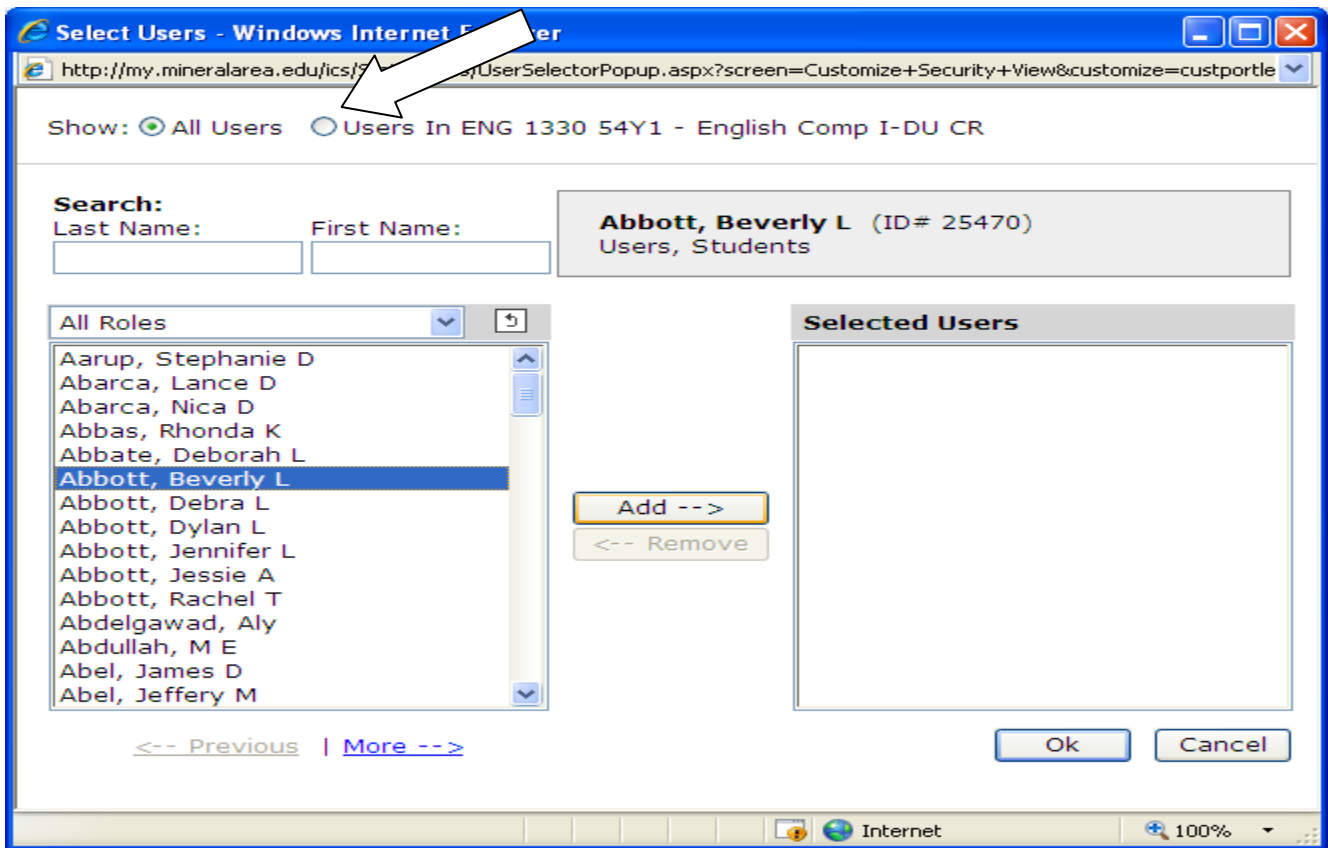 Select Users - Windows Internet
http://my.mineralarea.edu/ics/ /UserSelectorPopup.aspx?screen=Customize+Security+View&customize=custportle
Show: All Users Users In ENG 1330 54Y1 - English Comp I-DU CR
Search:
Last Name: First Name:
Abbott, Beverly L (ID# 25470)
Users, Students
All Roles
Aarup, Stephanie D
Abarca, Lance D
Abarca, Nica D
Abbas, Rhonda K
Abbate, Deborah L
Abbott, Beverly L
Abbott, Debra L
Abbott, Dylan L
Abbott, Jennifer L
Abbott, Jessie A
Abbott, Rachel T
Abdelgawad, Aly
Abdullah, M E
Abel, James D
Abel, Jeffery M
<-- Previous | More -->
Add -->
<-- Remove
Selected Users
Ok Cancel
Internet 100%